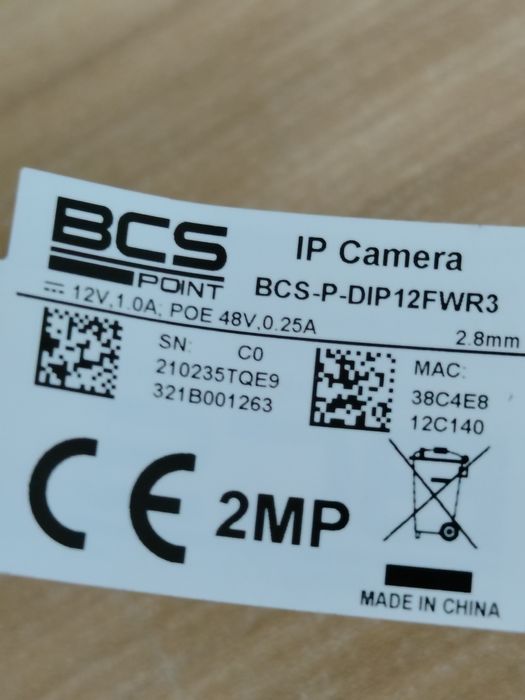 BCS
POINT
IP Camera
BCS-P-DIP12FWR3
12V,1.0A; POE 48V,0.25A
2.8mm
SN: C0
210235TQE9
321B001263
MAC:
38C4E8
12C140
CE 2MP
MADE IN CHINA